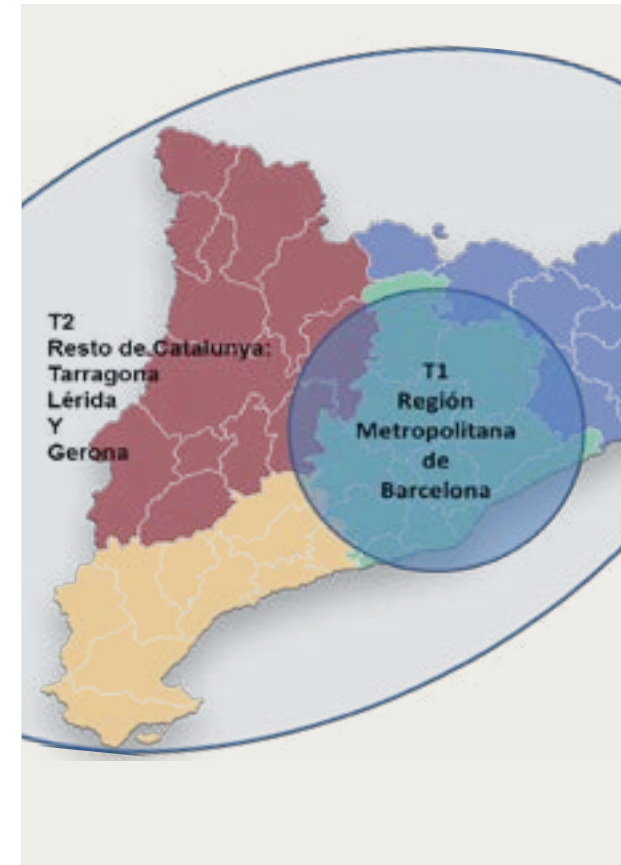 T2
Resto de Catalunya:
Tarragona
Lérida
Y
Gerona
T1
Región
Metropolitana
de
Barcelona